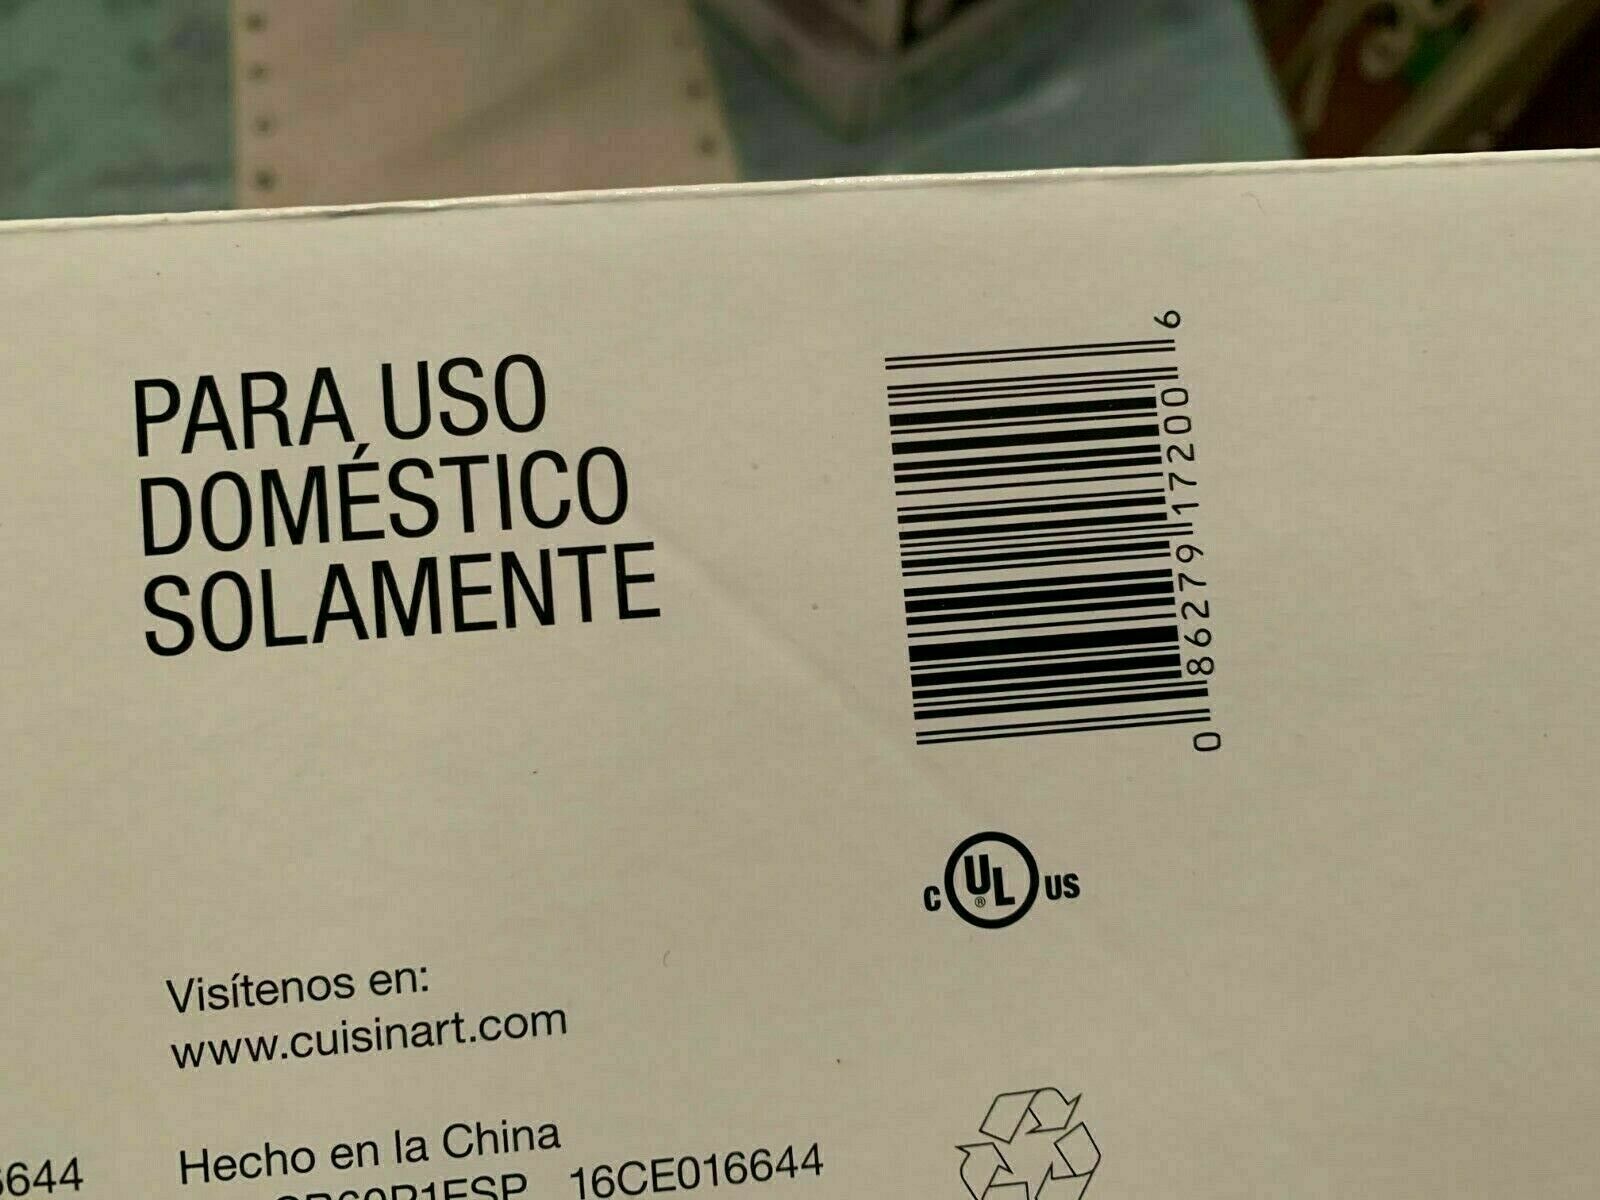 PARA USO
DOMÉSTICO
SOLAMENTE
0 86279 17200 6
C UL® US
Visítenos en:
www.cuisinart.com
Hecho en la China
16CE016644
6644